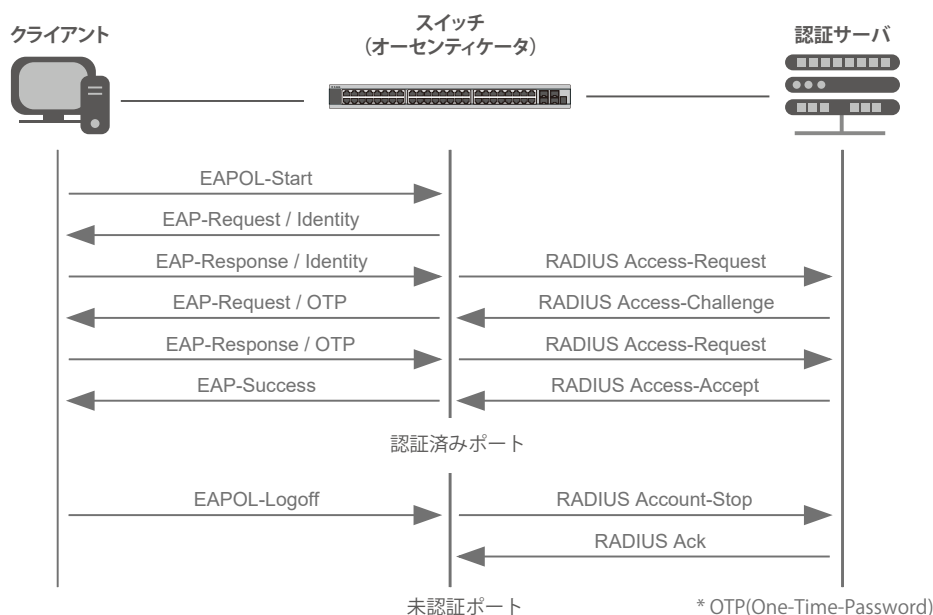 クライアント
スイッチ
(オーセンティケータ)
認証サーバ
EAPOL-Start
EAP-Request / Identity
EAP-Response / Identity
RADIUS Access-Request
EAP-Request / OTP
RADIUS Access-Challenge
EAP-Response / OTP
RADIUS Access-Request
EAP-Success
RADIUS Access-Accept
認証済みポート
EAPOL-Logoff
RADIUS Account-Stop
RADIUS Ack
未認証ポート
* OTP(One-Time-Password)